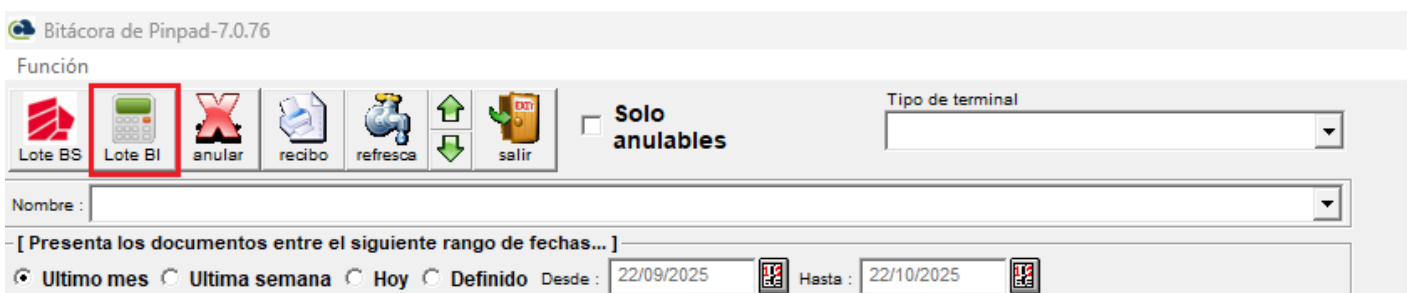 Bitácora de Pinpad-7.0.76
Función
Lote BS Lote BI anular recibo refresca EXIT salir Solo anulables Tipo de terminal
Nombre :
[ Presenta los documentos entre el siguiente rango de fechas... ]
Ultimo mes Ultima semana Hoy Definido Desde : 22/09/2025 Hasta : 22/10/2025